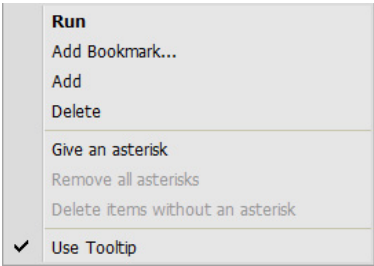 Run
Add Bookmark...
Add
Delete
Give an asterisk
Remove all asterisks
Delete items without an asterisk
Use Tooltip